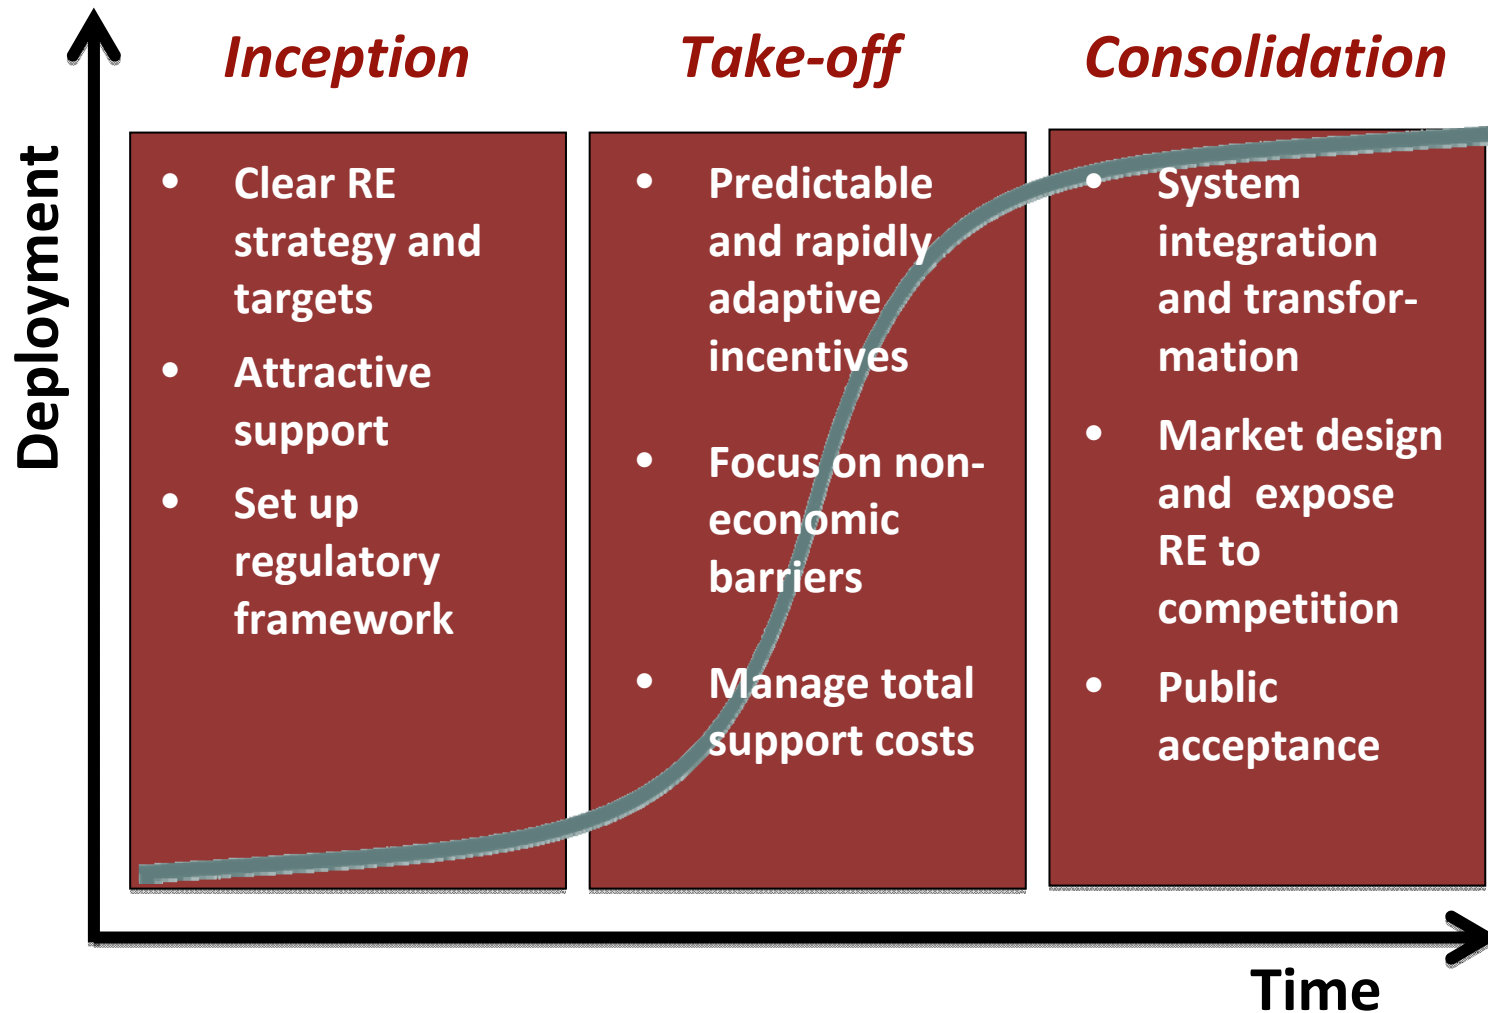 Inception
Take-off
Consolidation
Deployment
• Clear RE
strategy and
targets
• Attractive
support
• Set up
regulatory
framework
• Predictable
and rapidly
adaptive
incentives
• Focus on non-
economic
barriers
• Manage total
support costs
• System
integration
and transfor-
mation
• Market design
and  expose
RE to
competition
• Public
acceptance
Time